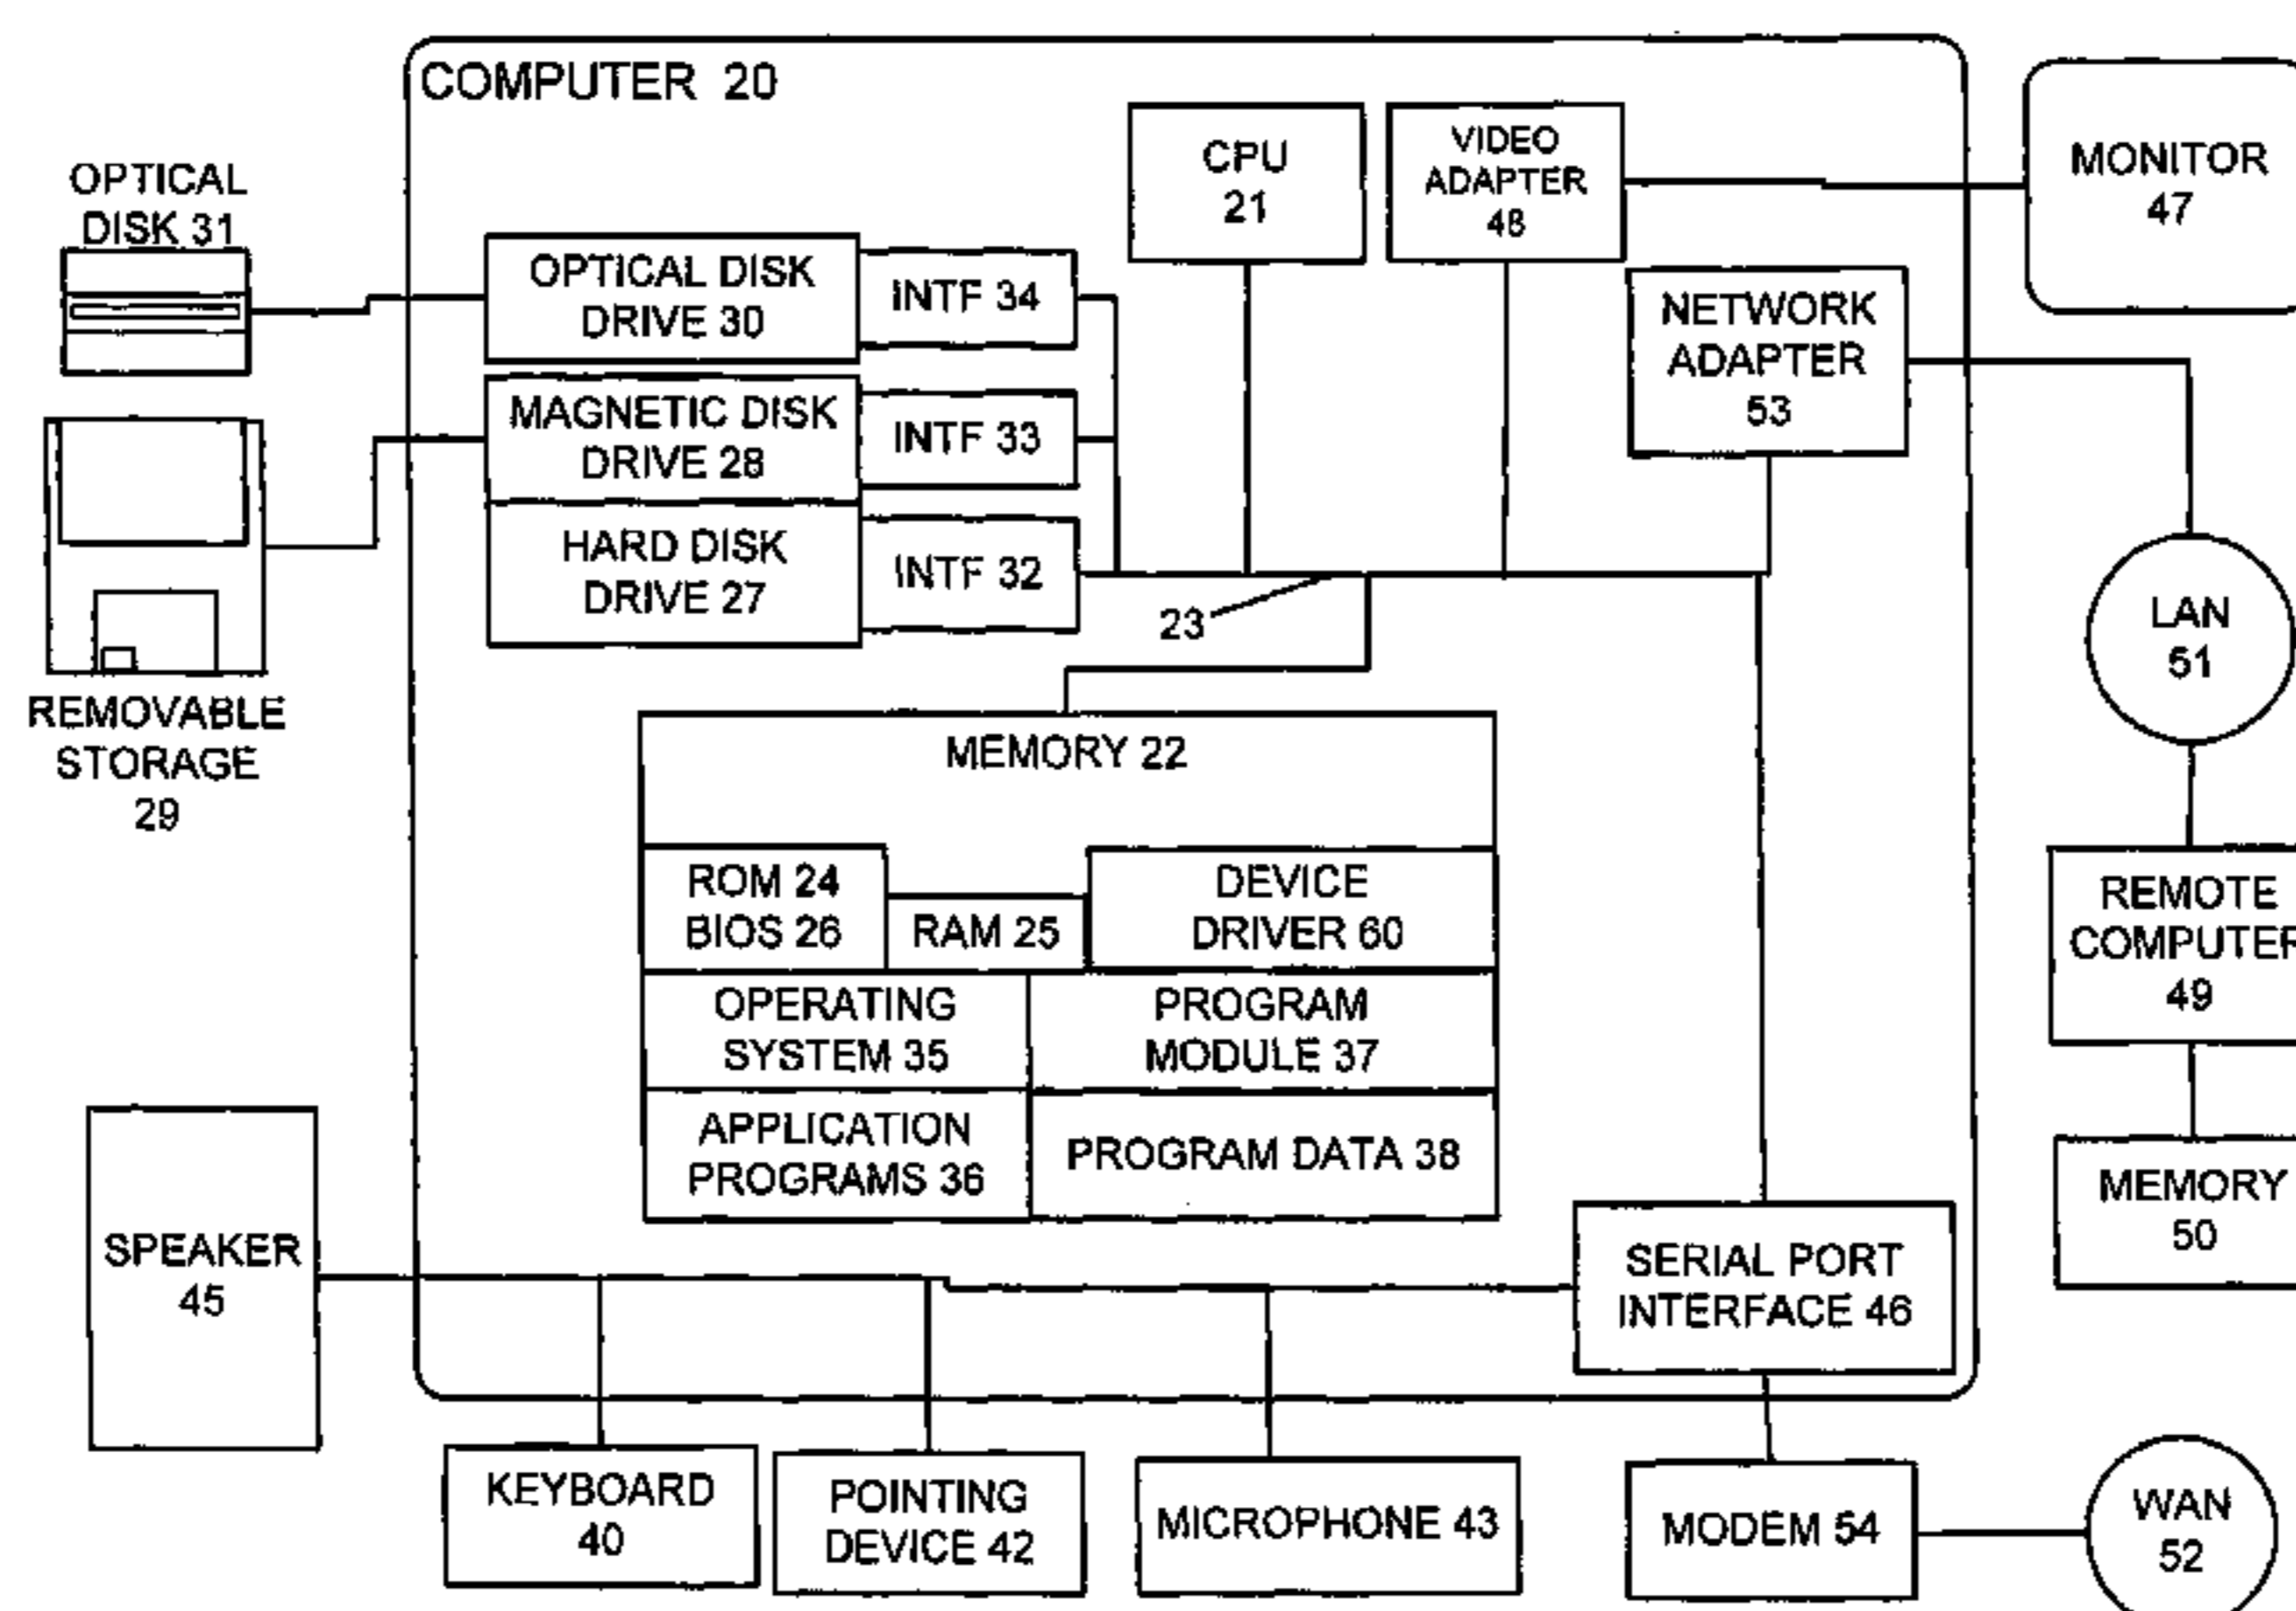 COMPUTER 20
OPTICAL
DISK 31
OPTICAL DISK
DRIVE 30
INTF 34
MAGNETIC DISK
DRIVE 28
INTF 33
HARD DISK
DRIVE 27
INTF 32
REMOVABLE
STORAGE
29
CPU
21
VIDEO
ADAPTER
48
MONITOR
47
NETWORK
ADAPTER
53
23
LAN
51
MEMORY 22
ROM 24
BIOS 26
RAM 25
DEVICE
DRIVER 60
OPERATING
SYSTEM 35
PROGRAM
MODULE 37
APPLICATION
PROGRAMS 36
PROGRAM DATA 38
REMOTE
COMPUTER
49
MEMORY
50
SPEAKER
45
SERIAL PORT
INTERFACE 46
KEYBOARD
40
POINTING
DEVICE 42
MICROPHONE 43
MODEM 54
WAN
52